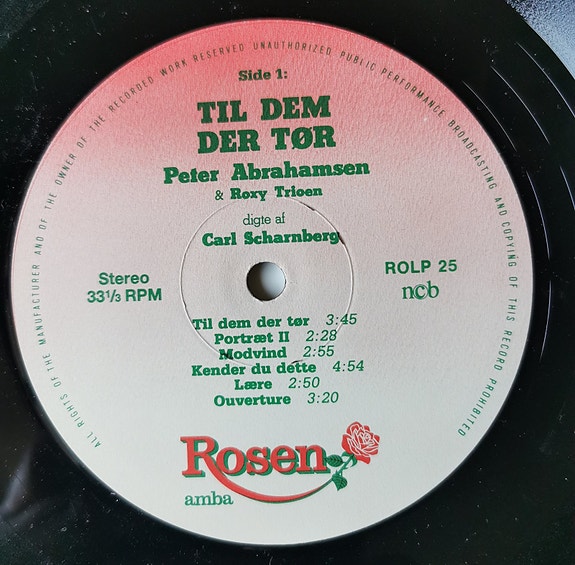 ALL RIGHTS OF THE MANUFACTURER AND OF THE OWNER OF THE RECORDED WORK RESERVED UNAUTHORIZED PUBLIC PERFORMANCE BROADCASTING AND COPYING OF THIS RECORD PROHIBITED
Side 1:
TIL DEM
DER TØR
Peter Abrahamsen
& Roxy Trioen
digte af
Carl Scharnberg
Stereo
33 1/3 RPM
ROLP 25
ncb
Til dem der tør 3:45
Portræt II 2:28
Modvind 2:55
Kender du dette 4:54
Lære 2:50
Ouverture 3:20
Rosen
amba